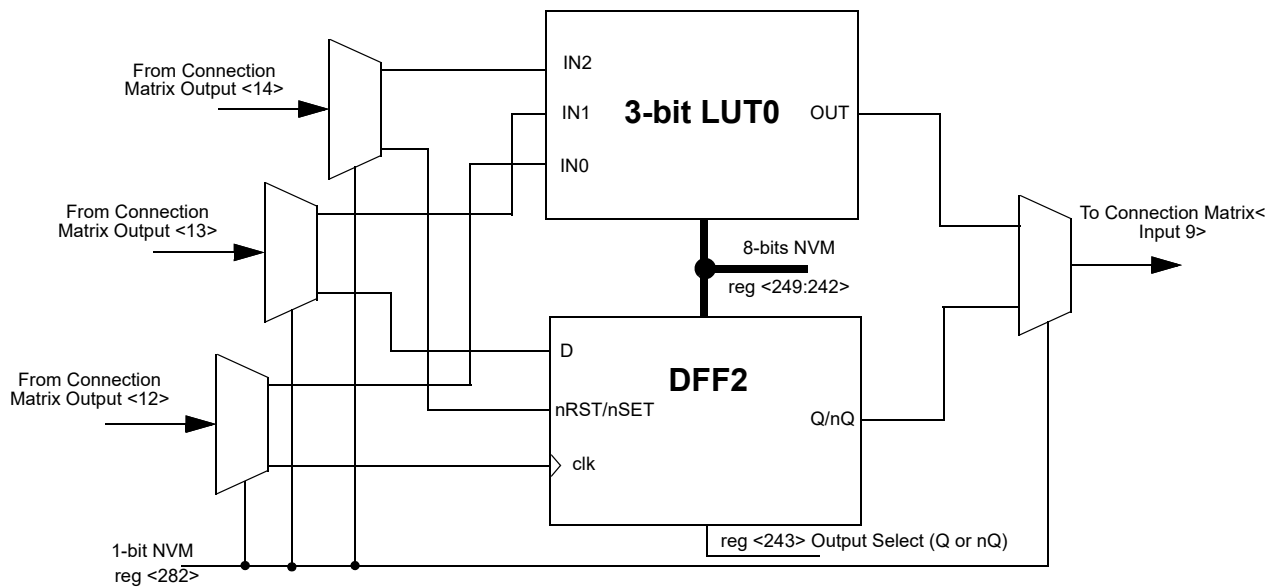 From Connection
Matrix Output <14>
IN2
IN1
IN0
3-bit LUT0
OUT
From Connection
Matrix Output <13>
To Connection Matrix<
Input 9>
8-bits NVM
reg <249:242>
From Connection
Matrix Output <12>
D
DFF2
nRST/nSET
Q/nQ
clk
reg <243> Output Select (Q or nQ)
1-bit NVM
reg <282>